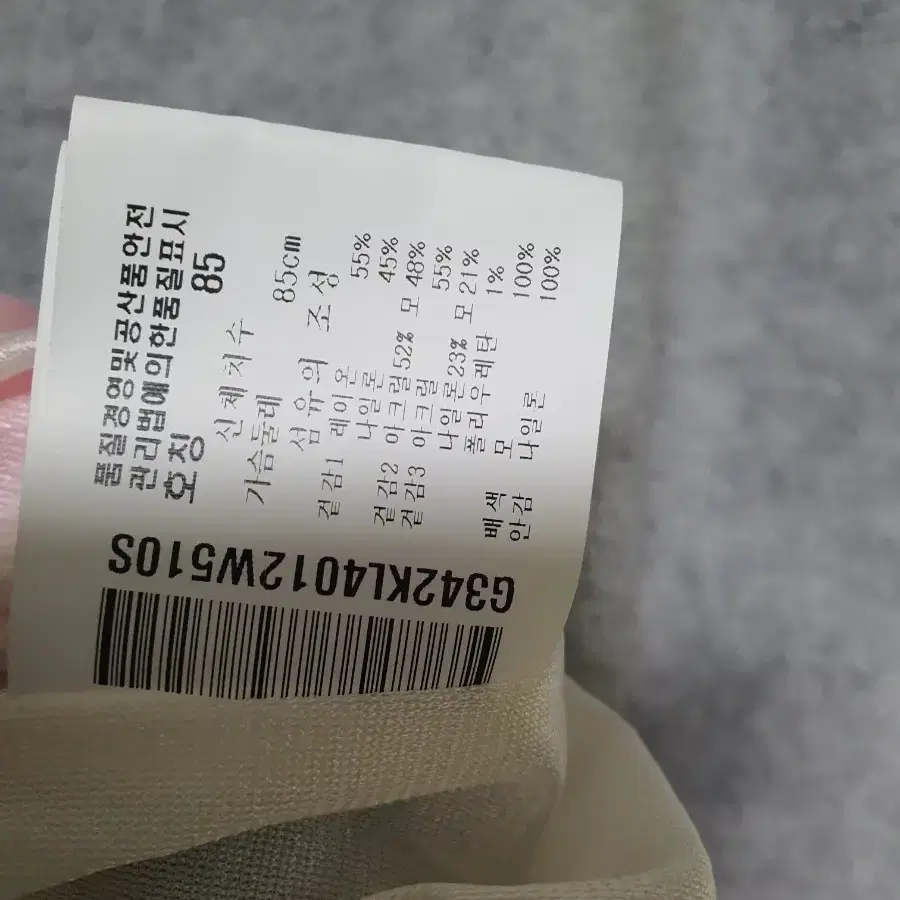 품질경영및공산품안전
관리법에의한품질표시
호칭 85
신체치수
가슴둘레 85cm
섬유의 조성
겉감1 레이온 55%
나일론 45%
겉감2 아크릴52% 모 48%
겉감3 아크릴 55%
나일론23% 모 21%
폴리우레탄 1%
배색 모 100%
안감 나일론 100%
G342KL4012W510S